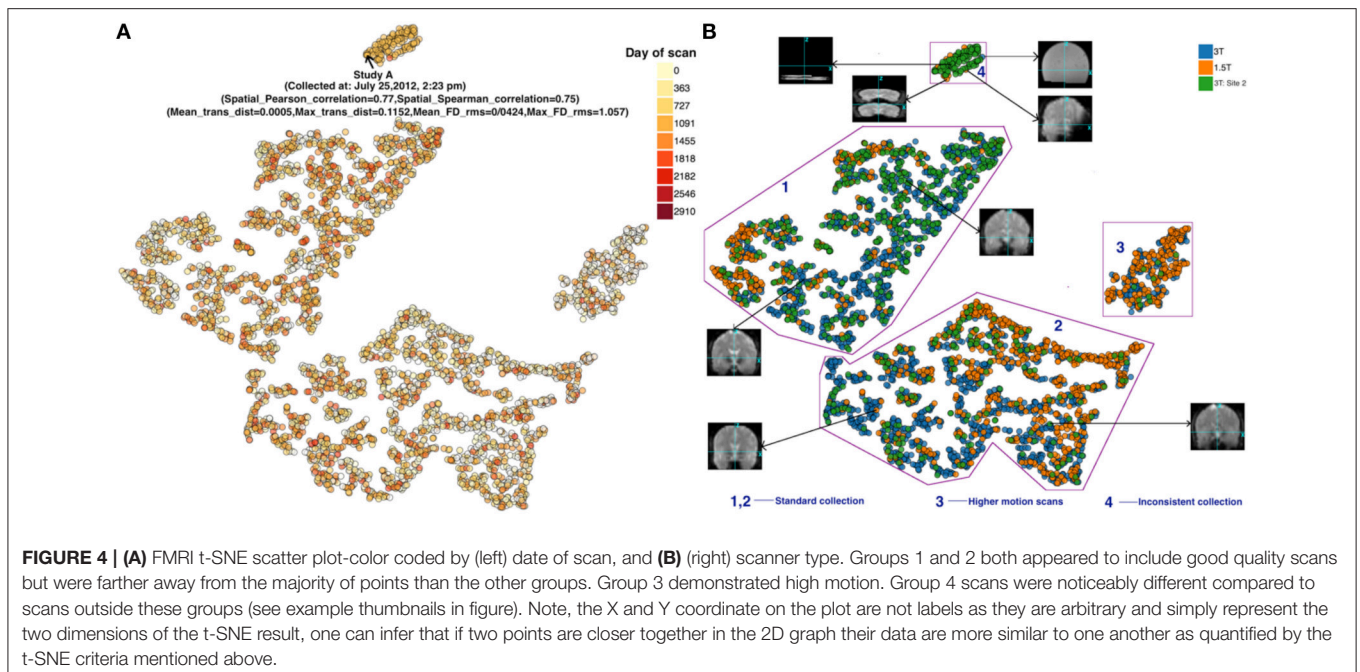 A
Study A
(Collected at: July 25,2012, 2:23 pm)
(Spatial_Pearson_correlation=0.77,Spatial_Spearman_correlation=0.75)
(Mean_trans_dist=0.0005,Max_trans_dist=0.1152,Mean_FD_rms=0/0424,Max_FD_rms=1.057)
Day of scan
0
363
727
1091
1455
1818
2182
2546
2910
B
3T
1.5T
3T: Site 2
4
1
3
2
1,2 Standard collection
3 Higher motion scans
4 Inconsistent collection
FIGURE 4 | (A) FMRI t-SNE scatter plot-color coded by (left) date of scan, and (B) (right) scanner type. Groups 1 and 2 both appeared to include good quality scans
but were farther away from the majority of points than the other groups. Group 3 demonstrated high motion. Group 4 scans were noticeably different compared to
scans outside these groups (see example thumbnails in figure). Note, the X and Y coordinate on the plot are not labels as they are arbitrary and simply represent the
two dimensions of the t-SNE result, one can infer that if two points are closer together in the 2D graph their data are more similar to one another as quantified by the
t-SNE criteria mentioned above.